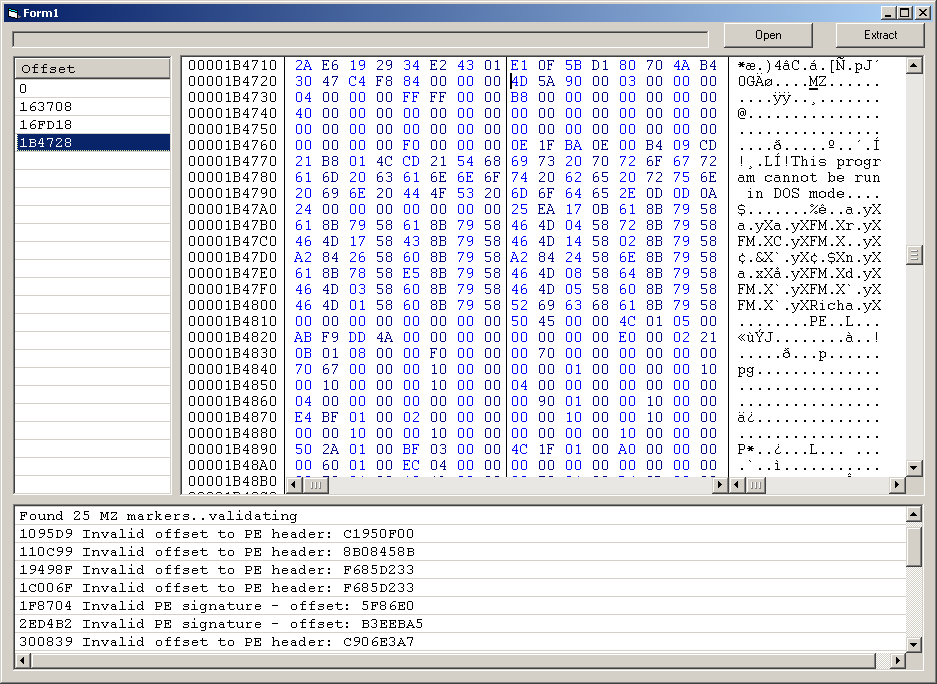 Form1
Open
Extract
Offset
0
163708
16FD18
1B4728
00001B4710 2A E6 19 29 34 E2 43 01 E1 0F 5B D1 80 70 4A B4 *æ.)4âC.á.[Ñ.pJ´
00001B4720 30 47 C4 F8 84 00 00 00 4D 5A 90 00 03 00 00 00 0GÄø....MZ......
00001B4730 04 00 00 00 FF FF 00 00 B8 00 00 00 00 00 00 00 ....ÿÿ..¸.......
00001B4740 40 00 00 00 00 00 00 00 00 00 00 00 00 00 00 00 @...............
00001B4750 00 00 00 00 00 00 00 00 00 00 00 00 00 00 00 00 ................
00001B4760 00 00 00 00 F0 00 00 00 0E 1F BA 0E 00 B4 09 CD ....ð.....º..´.Í
00001B4770 21 B8 01 4C CD 21 54 68 69 73 20 70 72 6F 67 72 !¸.LÍ!This progr
00001B4780 61 6D 20 63 61 6E 6E 6F 74 20 62 65 20 72 75 6E am cannot be run
00001B4790 20 69 6E 20 44 4F 53 20 6D 6F 64 65 2E 0D 0D 0A in DOS mode....
00001B47A0 24 00 00 00 00 00 00 00 25 EA 17 0B 61 8B 79 58 $.......%ê..a.yX
00001B47B0 61 8B 79 58 61 8B 79 58 46 4D 04 58 72 8B 79 58 a.yXa.yXFM.Xr.yX
00001B47C0 46 4D 17 58 43 8B 79 58 46 4D 14 58 02 8B 79 58 FM.XC.yXFM.X..yX
00001B47D0 A2 84 26 58 60 8B 79 58 A2 84 24 58 6E 8B 79 58 ¢.&X`.yX¢.$Xn.yX
00001B47E0 61 8B 78 58 E5 8B 79 58 46 4D 08 58 64 8B 79 58 a.xXå.yXFM.Xd.yX
00001B47F0 46 4D 03 58 60 8B 79 58 46 4D 05 58 60 8B 79 58 FM.X`.yXFM.X`.yX
00001B4800 46 4D 01 58 60 8B 79 58 52 69 63 68 61 8B 79 58 FM.X`.yXRicha.yX
00001B4810 00 00 00 00 00 00 00 00 50 45 00 00 4C 01 05 00 ........PE..L...
00001B4820 AB F9 DD 4A 00 00 00 00 00 00 00 00 E0 00 02 21 «ùÝJ........à..!
00001B4830 0B 01 08 00 00 F0 00 00 00 70 00 00 00 00 00 00 .....ð...p......
00001B4840 70 67 00 00 00 10 00 00 00 00 01 00 00 00 00 10 pg..............
00001B4850 00 10 00 00 00 10 00 00 04 00 00 00 00 00 00 00 ................
00001B4860 04 00 00 00 00 00 00 00 00 90 01 00 00 10 00 00 ................
00001B4870 E4 BF 01 00 02 00 00 00 00 00 10 00 00 10 00 00 ä¿..............
00001B4880 00 00 10 00 00 10 00 00 00 00 00 00 10 00 00 00 ................
00001B4890 50 2A 01 00 BF 03 00 00 4C 1F 01 00 A0 00 00 00 P*..¿...L... ...
00001B48A0 00 60 01 00 EC 04 00 00 00 00 00 00 00 00 00 00 .`..ì...........
00001B48B0
Found 25 MZ markers..validating
1095D9 Invalid offset to PE header: C1950F00
110C99 Invalid offset to PE header: 8B08458B
19498F Invalid offset to PE header: F685D233
1C006F Invalid offset to PE header: F685D233
1F8704 Invalid PE signature - offset: 5F86E0
2ED4B2 Invalid PE signature - offset: B3EEBA5
300839 Invalid offset to PE header: C906E3A7